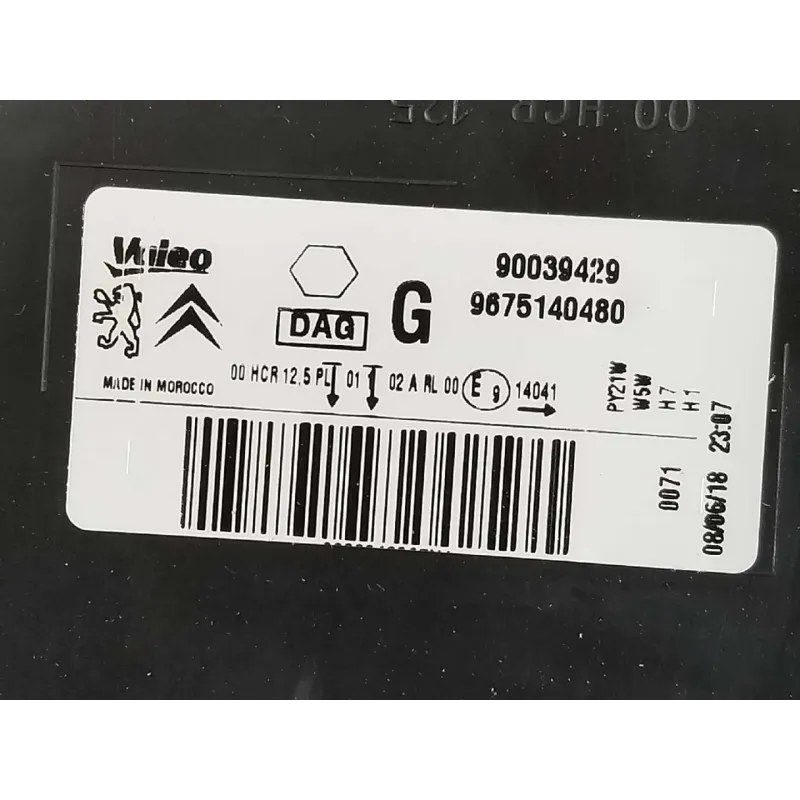 00 HCR 125
Valeo
90039429
9675140480
DAG
G
MADE IN MOROCCO
00 HCR 12,5 PL 01 02 A RL 00 E 9 14041
PY21W
W5W
H7
H1
0071
08/06/18 23:07